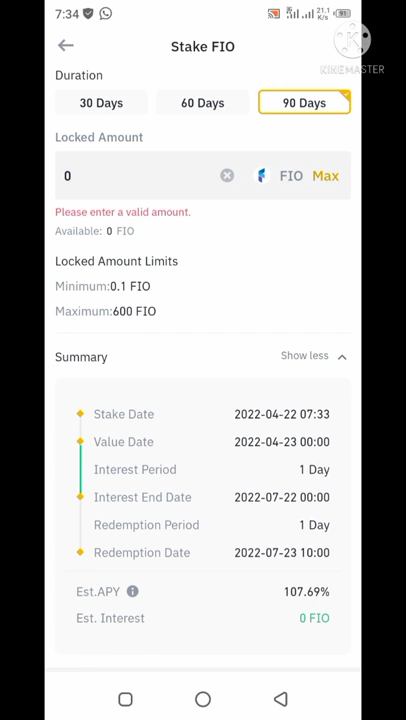 7:34
21.1
K/s
KINEMASTER
Stake FIO
Duration
30 Days 60 Days 90 Days
Locked Amount
0 FIO Max
Please enter a valid amount.
Available: 0 FIO
Locked Amount Limits
Minimum:0.1 FIO
Maximum:600 FIO
Summary Show less
Stake Date 2022-04-22 07:33
Value Date 2022-04-23 00:00
Interest Period 1 Day
Interest End Date 2022-07-22 00:00
Redemption Period 1 Day
Redemption Date 2022-07-23 10:00
Est.APY 107.69%
Est. Interest 0 FIO